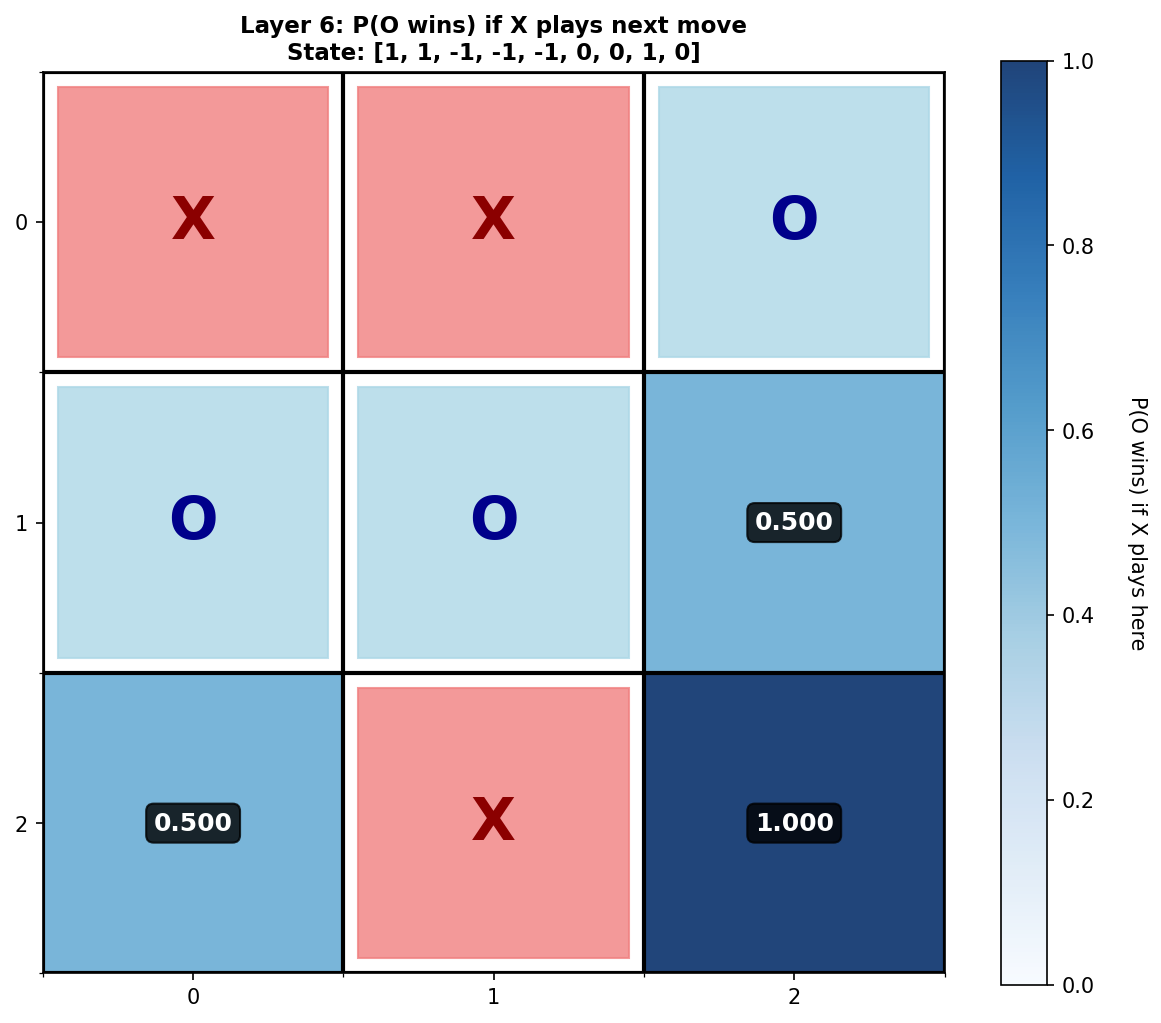 Layer 6: P(O wins) if X plays next move
State: [1, 1, -1, -1, -1, 0, 0, 1, 0]
1.0
0.8
0.6
0.4
0.2
0.0
P(O wins) if X plays here
0
X X O
1
O O 0.500
2
0.500 X 1.000
0 1 2